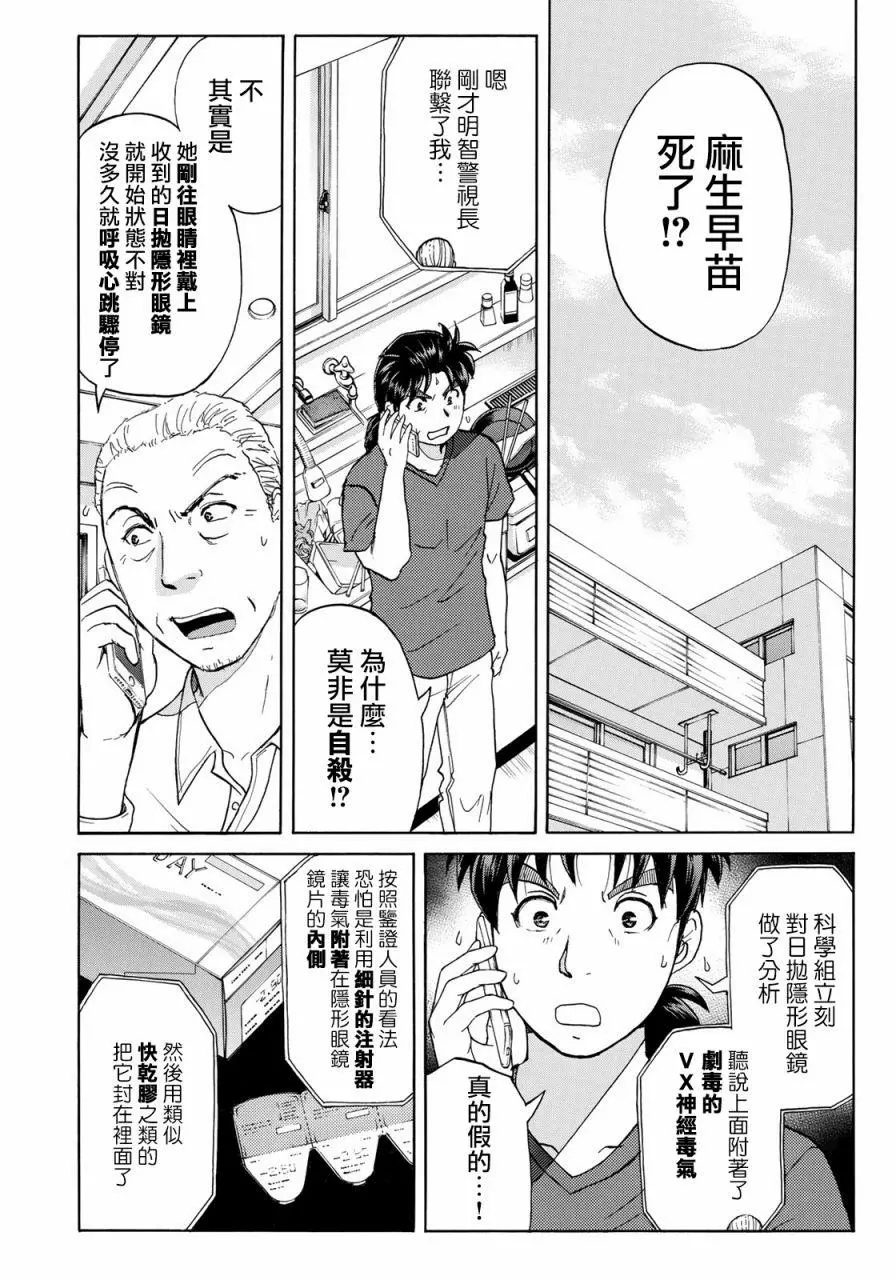 麻生早苗
死了!?
嗯
剛才明智警視長
聯繫了我…
為什麼…
莫非是自殺!?
不
其實是
她剛往眼睛裡戴上
收到的日拋隱形眼鏡
就開始狀態不對
沒多久就呼吸心跳驟停了
科學組立刻
對日拋隱形眼鏡
做了分析
聽說上面附著了
劇毒的
VX神經毒氣
真的假的…!
按照鑒證人員的看法
恐怕是利用細針的注射器
讓毒氣附著在隱形眼鏡
鏡片的內側
然後用類似
快乾膠之類的
把它封在裡面了
DAY